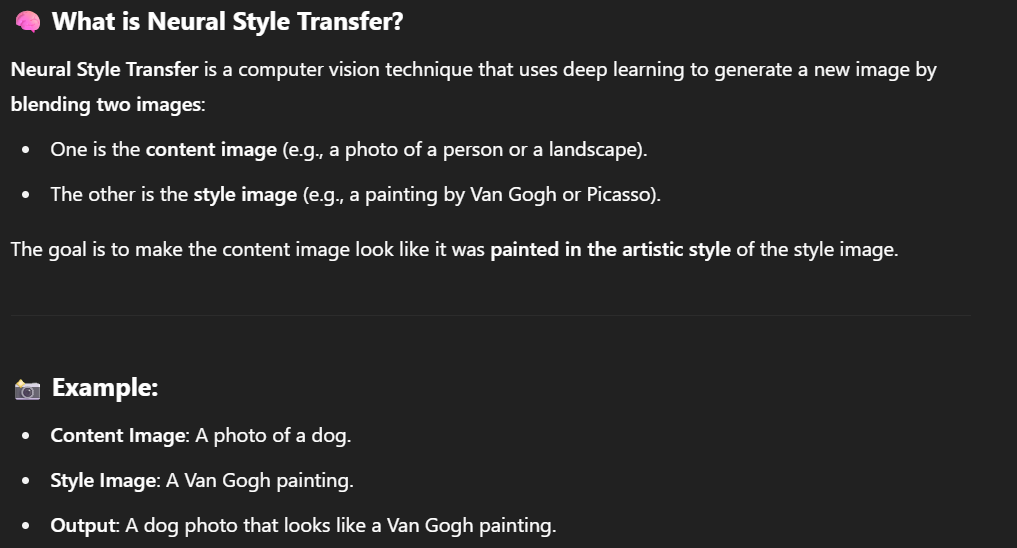 🧠 What is Neural Style Transfer?
Neural Style Transfer is a computer vision technique that uses deep learning to generate a new image by
blending two images:
• One is the content image (e.g., a photo of a person or a landscape).
• The other is the style image (e.g., a painting by Van Gogh or Picasso).
The goal is to make the content image look like it was painted in the artistic style of the style image.
📸 Example:
• Content Image: A photo of a dog.
• Style Image: A Van Gogh painting.
• Output: A dog photo that looks like a Van Gogh painting.